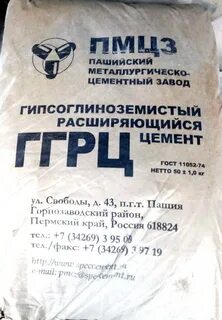 ПМЦЗ
ПАШИЙСКИЙ
МЕТАЛЛУРГИЧЕСКО-
ЦЕМЕНТНЫЙ ЗАВОД
ГИПСОГЛИНОЗЕМИСТЫЙ
РАСШИРЯЮЩИЙСЯ
ГГРЦ ЦЕМЕНТ
ГОСТ 11052-74
НЕТТО 50 ± 1,0 кг
ул. Свободы, д. 43, п.г.т. Пашия
Горнозаводский район,
Пермский край, Россия 618824
тел.: +7 (34269) 3 95 03
тел./факс: +7 (34269) 3 97 19
e-mail: